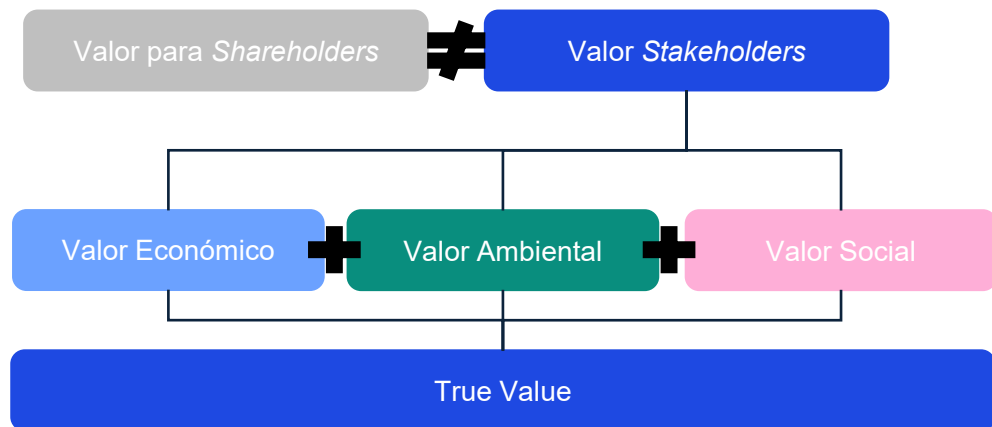 Valor para Shareholders
≠
Valor Stakeholders
Valor Económico
+
Valor Ambiental
+
Valor Social
True Value